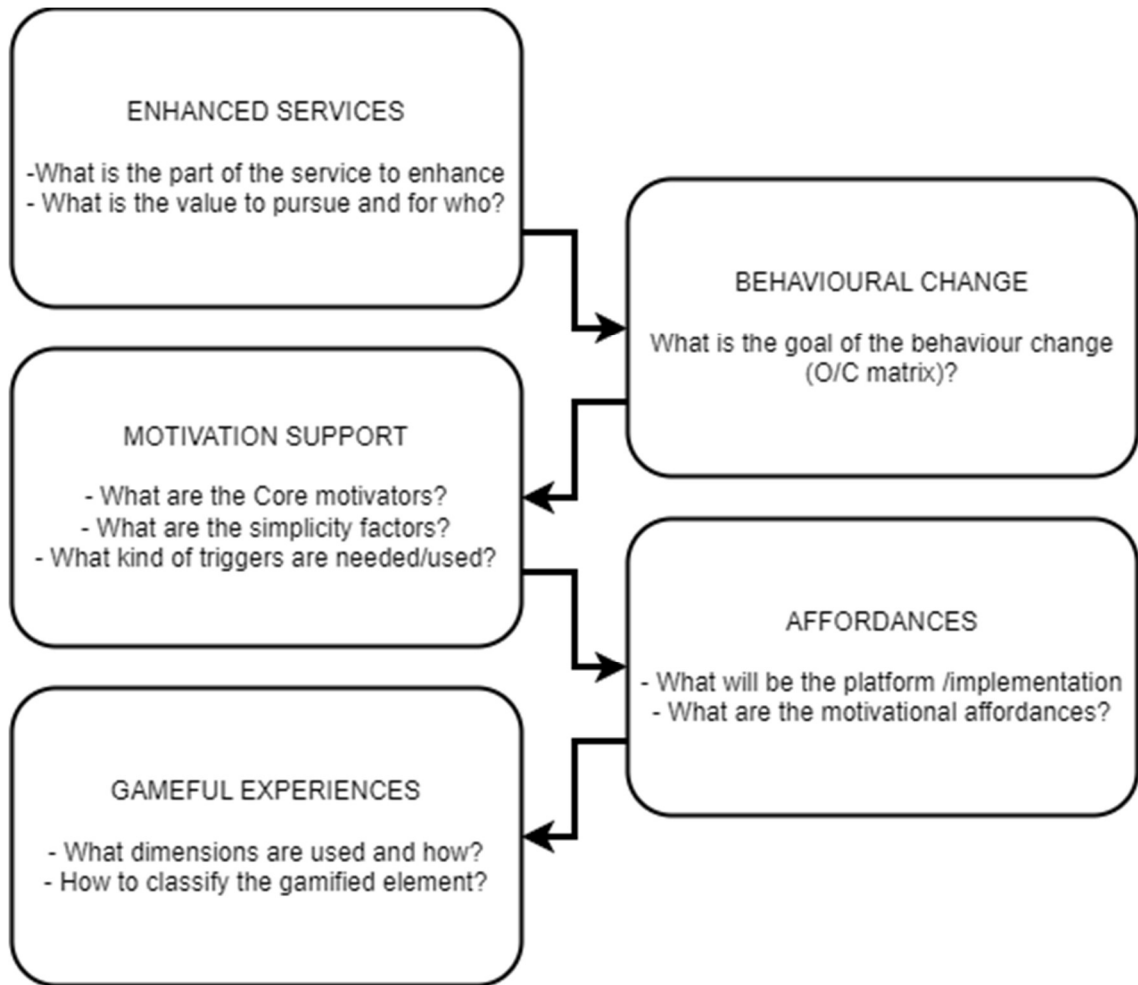 ENHANCED SERVICES
-What is the part of the service to enhance
- What is the value to pursue and for who?
BEHAVIOURAL CHANGE
What is the goal of the behaviour change
(O/C matrix)?
MOTIVATION SUPPORT
- What are the Core motivators?
- What are the simplicity factors?
- What kind of triggers are needed/used?
AFFORDANCES
- What will be the platform /implementation
- What are the motivational affordances?
GAMEFUL EXPERIENCES
- What dimensions are used and how?
- How to classify the gamified element?